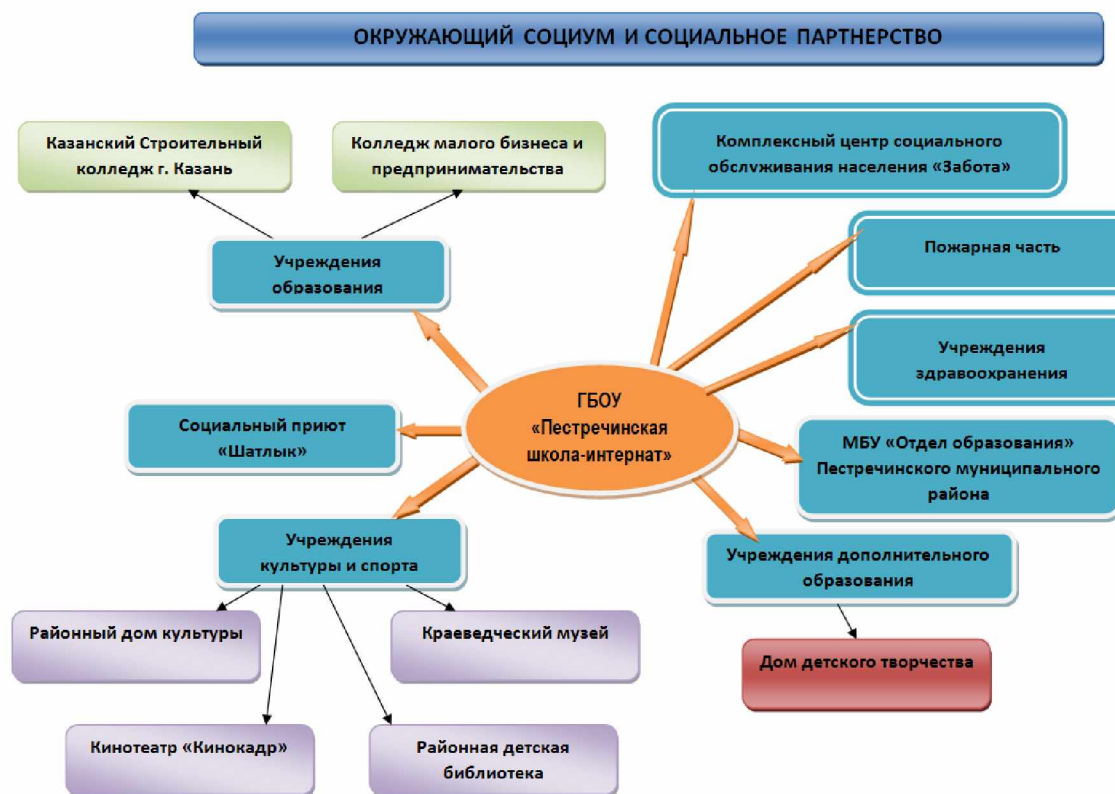 ОКРУЖАЮЩИЙ СОЦИУМ И СОЦИАЛЬНОЕ ПАРТНЕРСТВО
Казанский Строительный
колледж г. Казань
Колледж малого бизнеса и
предпринимательства
Комплексный центр социального
обслуживания населения «Забота»
Учреждения
образования
Пожарная часть
Учреждения
здравоохранения
ГБОУ
«Пестречинская
школа-интернат»
Социальный приют
«Шатлык»
МБУ «Отдел образования»
Пестречинского муниципального
района
Учреждения
культуры и спорта
Учреждения дополнительного
образования
Районный дом культуры
Краеведческий музей
Дом детского творчества
Кинотеатр «Кинокадр»
Районная детская
библиотека